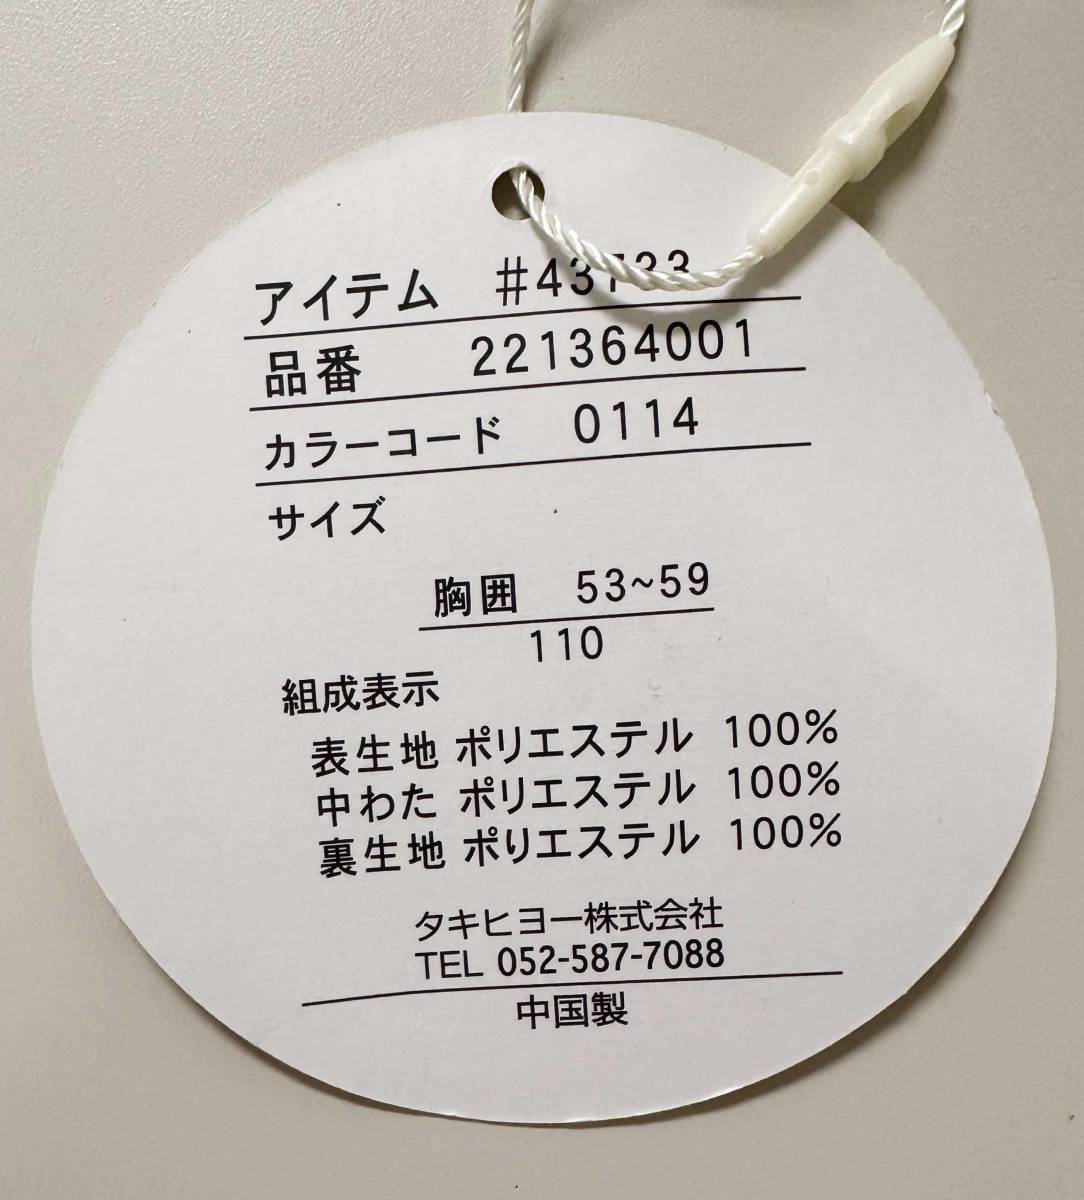 アイテム #43733
品番 221364001
カラーコード 0114
サイズ
胸囲 53~59
110
組成表示
表生地 ポリエステル 100%
中わた ポリエステル 100%
裏生地 ポリエステル 100%
タキヒヨー株式会社
TEL 052-587-7088
中国製